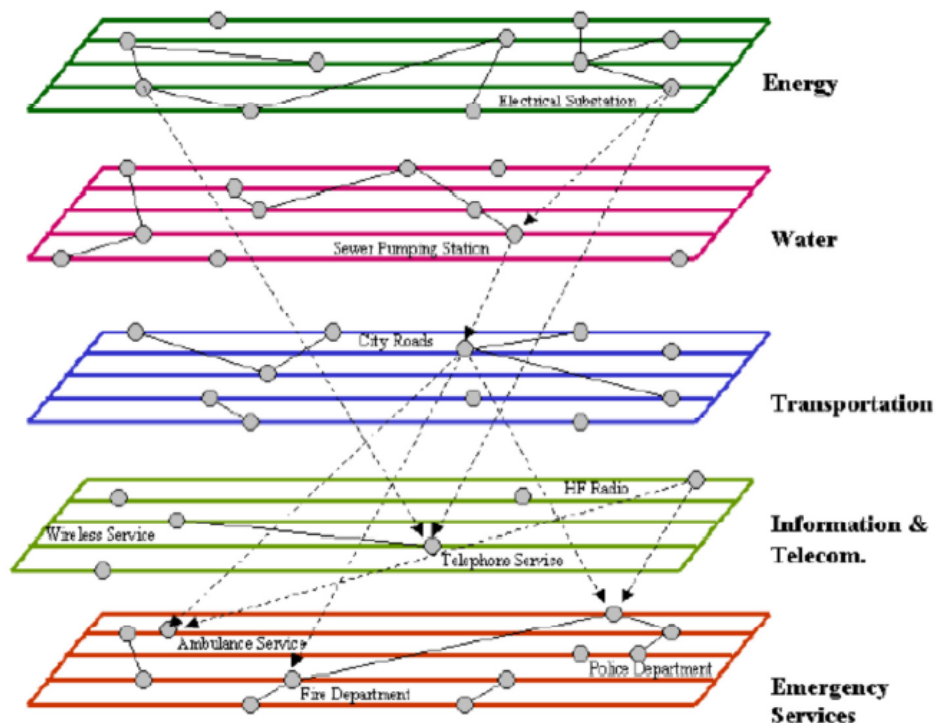 Electrical Substation
Energy
Sewer Pumping Station
Water
City Roads
Transportation
HF Radio
Wireless Service
Telephone Service
Information &
Telecom.
Ambulance Service
Police Department
Fire Department
Emergency
Services